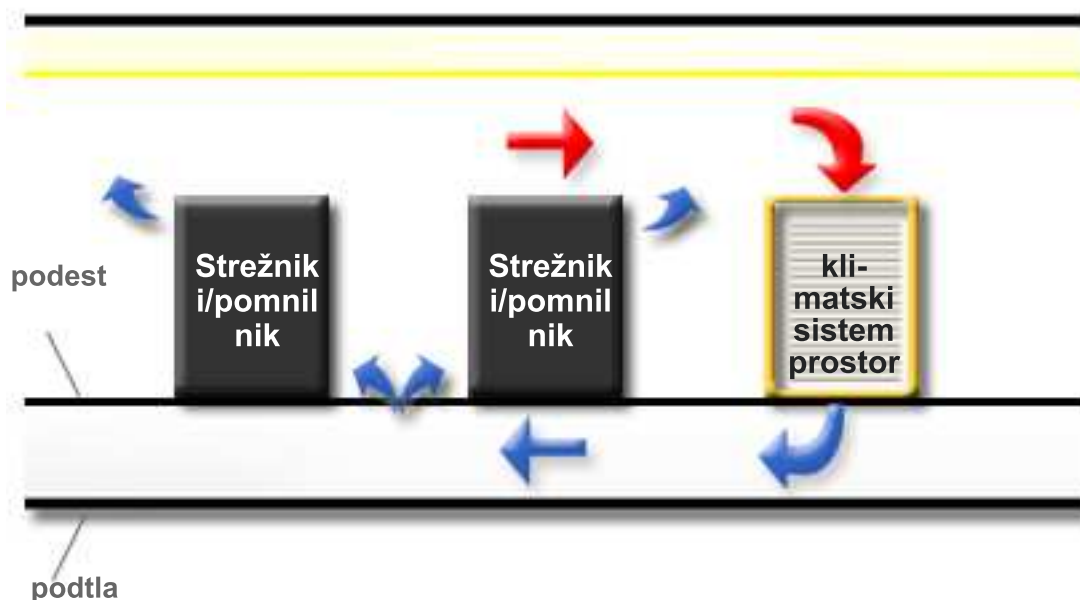 podest
Strežnik
i/pomnil
nik
Strežnik
i/pomnil
nik
kli-
matski
sistem
prostor
podtla